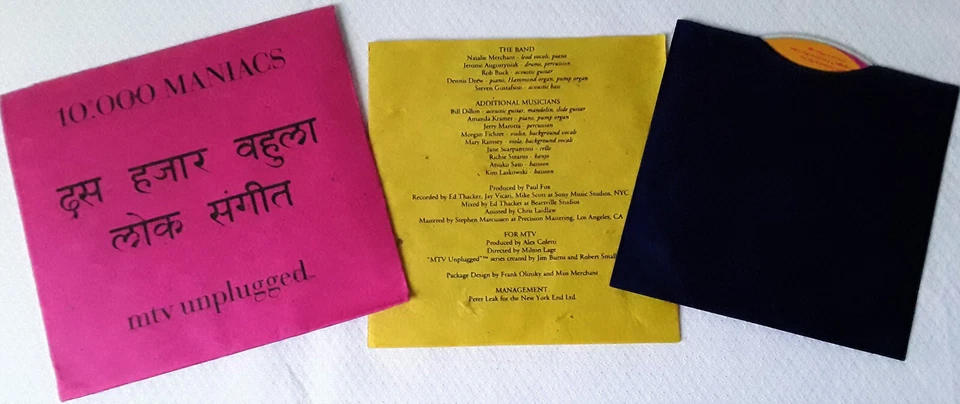 10,000 MANIACS
द्स हजार वहुला
लोक संगीत
mtv unplugged™
THE BAND
Natalie Merchant - lead vocals, piano
Jerome Augustyniak - drums, percussion
Rob Buck - acoustic guitar
Dennis Drew - piano, Hammond organ, pump organ
Steven Gustafson - acoustic bass
ADDITIONAL MUSICIANS
Bill Dillon - acoustic guitar, mandolin, slide guitar
Amanda Kramer - piano, pump organ
Jerry Marotta - percussion
Morgan Fichter - violin, background vocals
Mary Ramsey - viola, background vocals
Jane Scarpantoni - cello
Richie Stearns - banjo
Atsuko Sato - bassoon
Kim Laskowski - bassoon
Produced by Paul Fox
Recorded by Ed Thacker, Jay Vicari, Mike Scott at Sony Music Studios, NYC
Mixed by Ed Thacker at Bearsville Studios
Assisted by Chris Laidlaw
Mastered by Stephen Marcussen at Precision Mastering, Los Angeles, CA
FOR MTV
Produced by Alex Coletti
Directed by Milton Lage
"MTV Unplugged"™ series created by Jim Burns and Robert Small
Package Design by Frank Olinsky and Miss Merchant
MANAGEMENT
Peter Leak for the New York End Ltd.